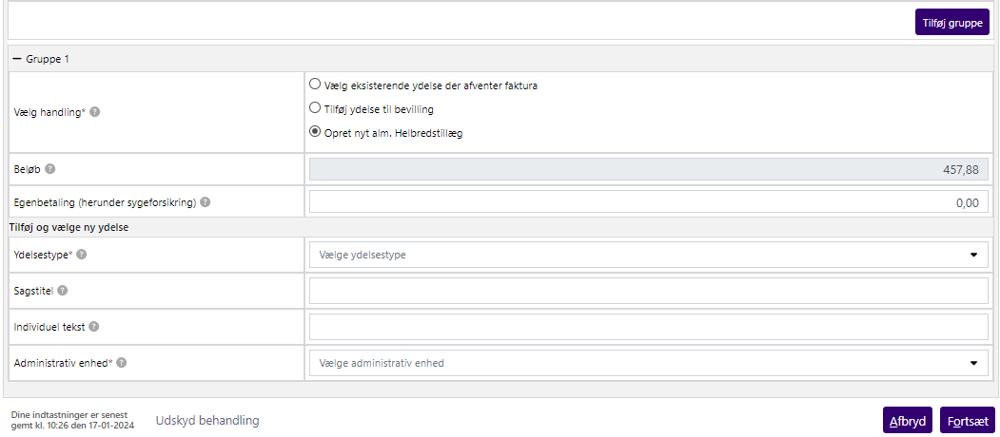 Tilføj gruppe
Gruppe 1
Vælg handling* ?
Vælg eksisterende ydelse der afventer faktura
Tilføj ydelse til bevilling
Opret nyt alm. Helbredstillæg
Beløb ?
457,88
Egenbetaling (herunder sygeforsikring) ?
0,00
Tilføj og vælge ny ydelse
Ydelsestype* ?
Vælge ydelsestype
Sagstitel ?
Individuel tekst ?
Administrativ enhed* ?
Vælge administrativ enhed
Dine indtastninger er senest
gemt kl. 10:26 den 17-01-2024
Udskyd behandling
Afbryd
Fortsæt